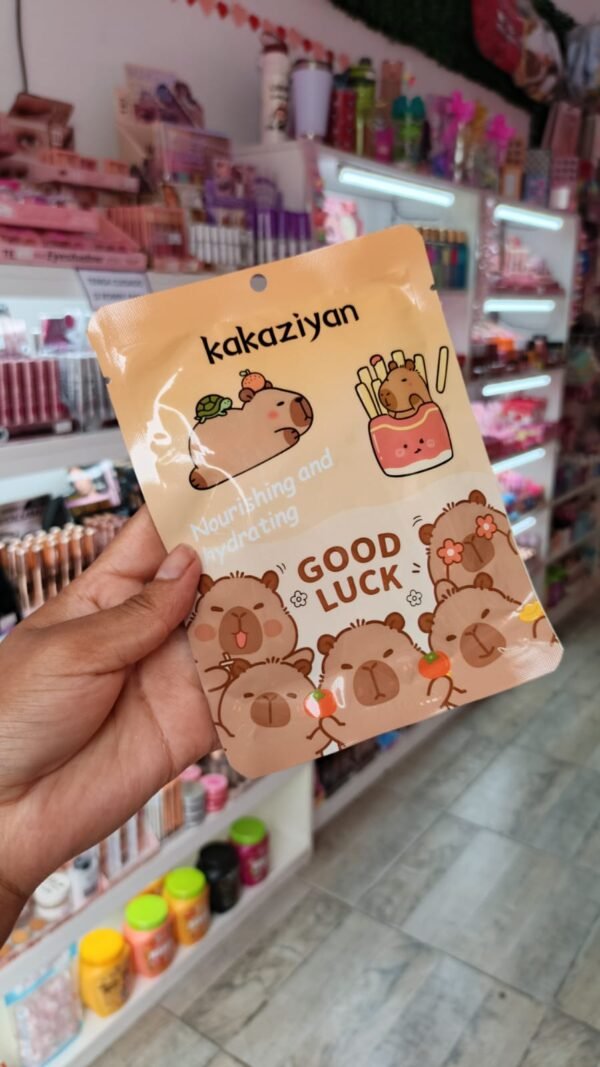 kakaziyan
Nourishing and
hydrating
GOOD
LUCK